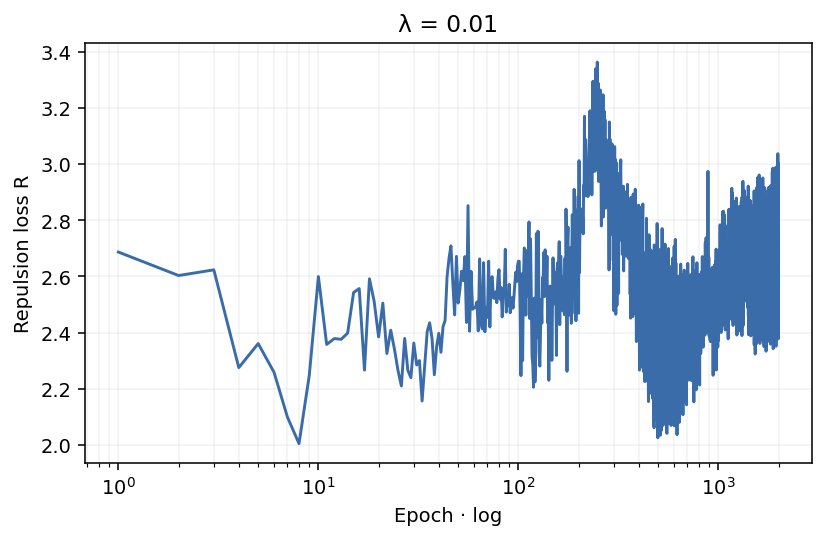 λ = 0.01
Repulsion loss R
3.4
3.2
3.0
2.8
2.6
2.4
2.2
2.0
10⁰ 10¹ 10² 10³
Epoch · log